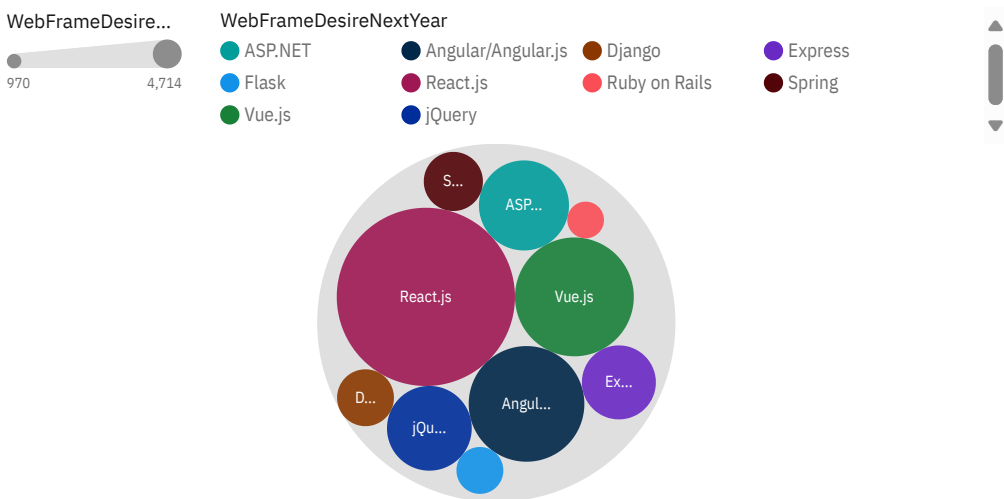 WebFrameDesire...
970 4,714
WebFrameDesireNextYear
ASP.NET Angular/Angular.js Django Express
Flask React.js Ruby on Rails Spring
Vue.js jQuery
S...
ASP...
React.js
Vue.js
Ex...
D...
Angul...
jQu...